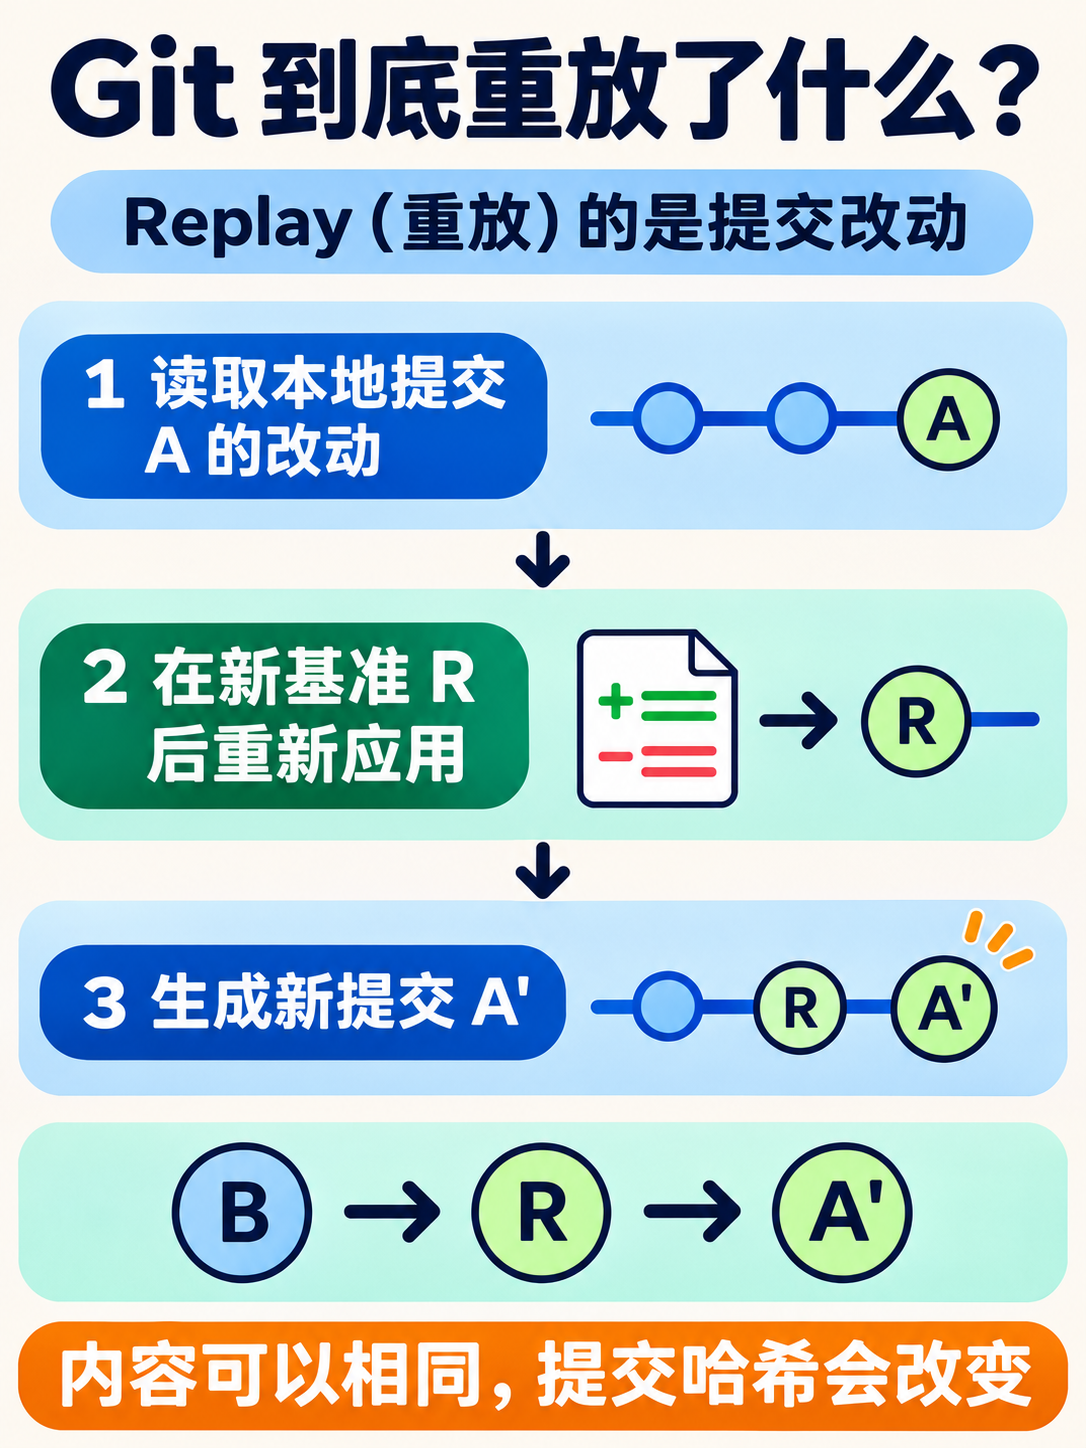 Git 到底重放了什么？
Replay（重放）的是提交改动
1 读取本地提交
A 的改动
A
2 在新基准 R
后重新应用
R
3 生成新提交 A'
R
A'
B
R
A'
内容可以相同，提交哈希会改变